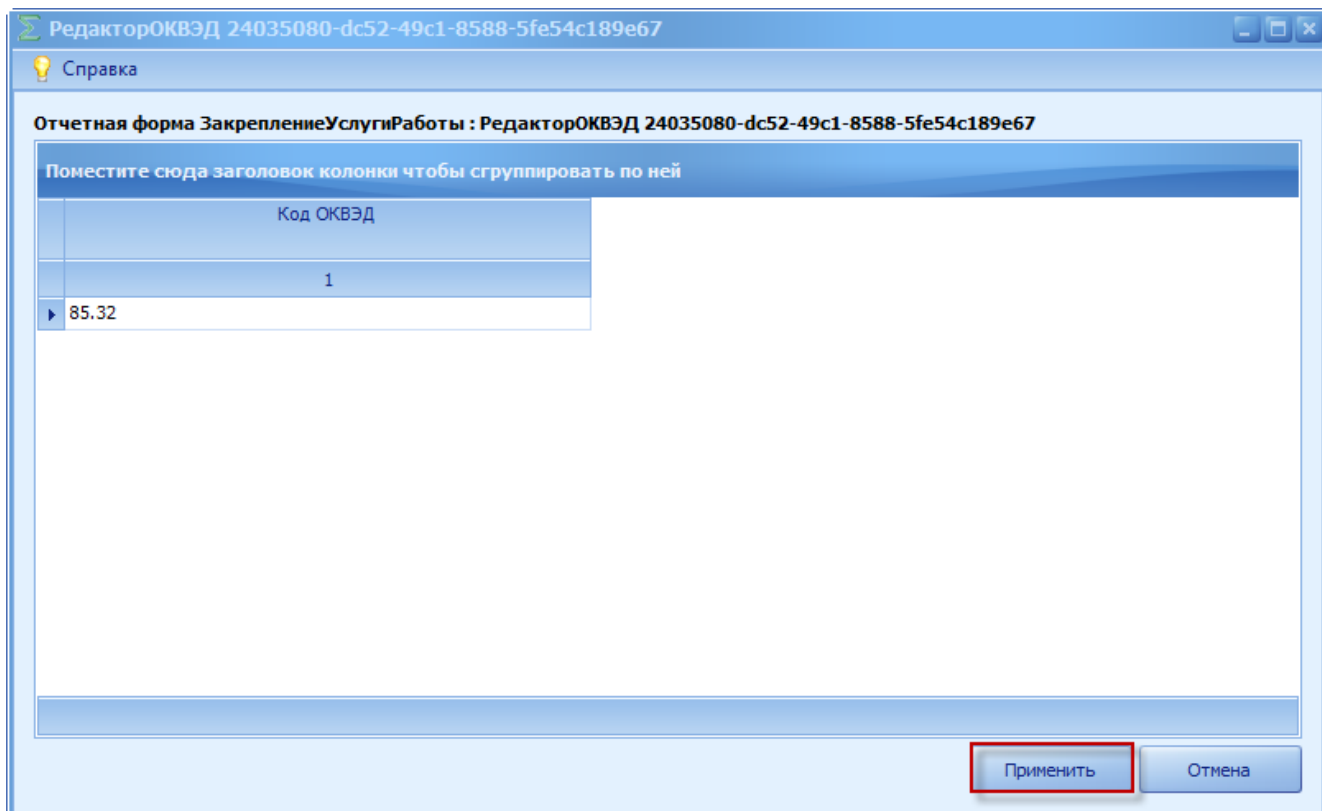 РедакторОКВЭД 24035080-dc52-49c1-8588-5fe54c189e67
Справка
Отчетная форма ЗакреплениеУслугиРаботы : РедакторОКВЭД 24035080-dc52-49c1-8588-5fe54c189e67
Поместите сюда заголовок колонки чтобы сгруппировать по ней
Код ОКВЭД
1
85.32
Применить Отмена